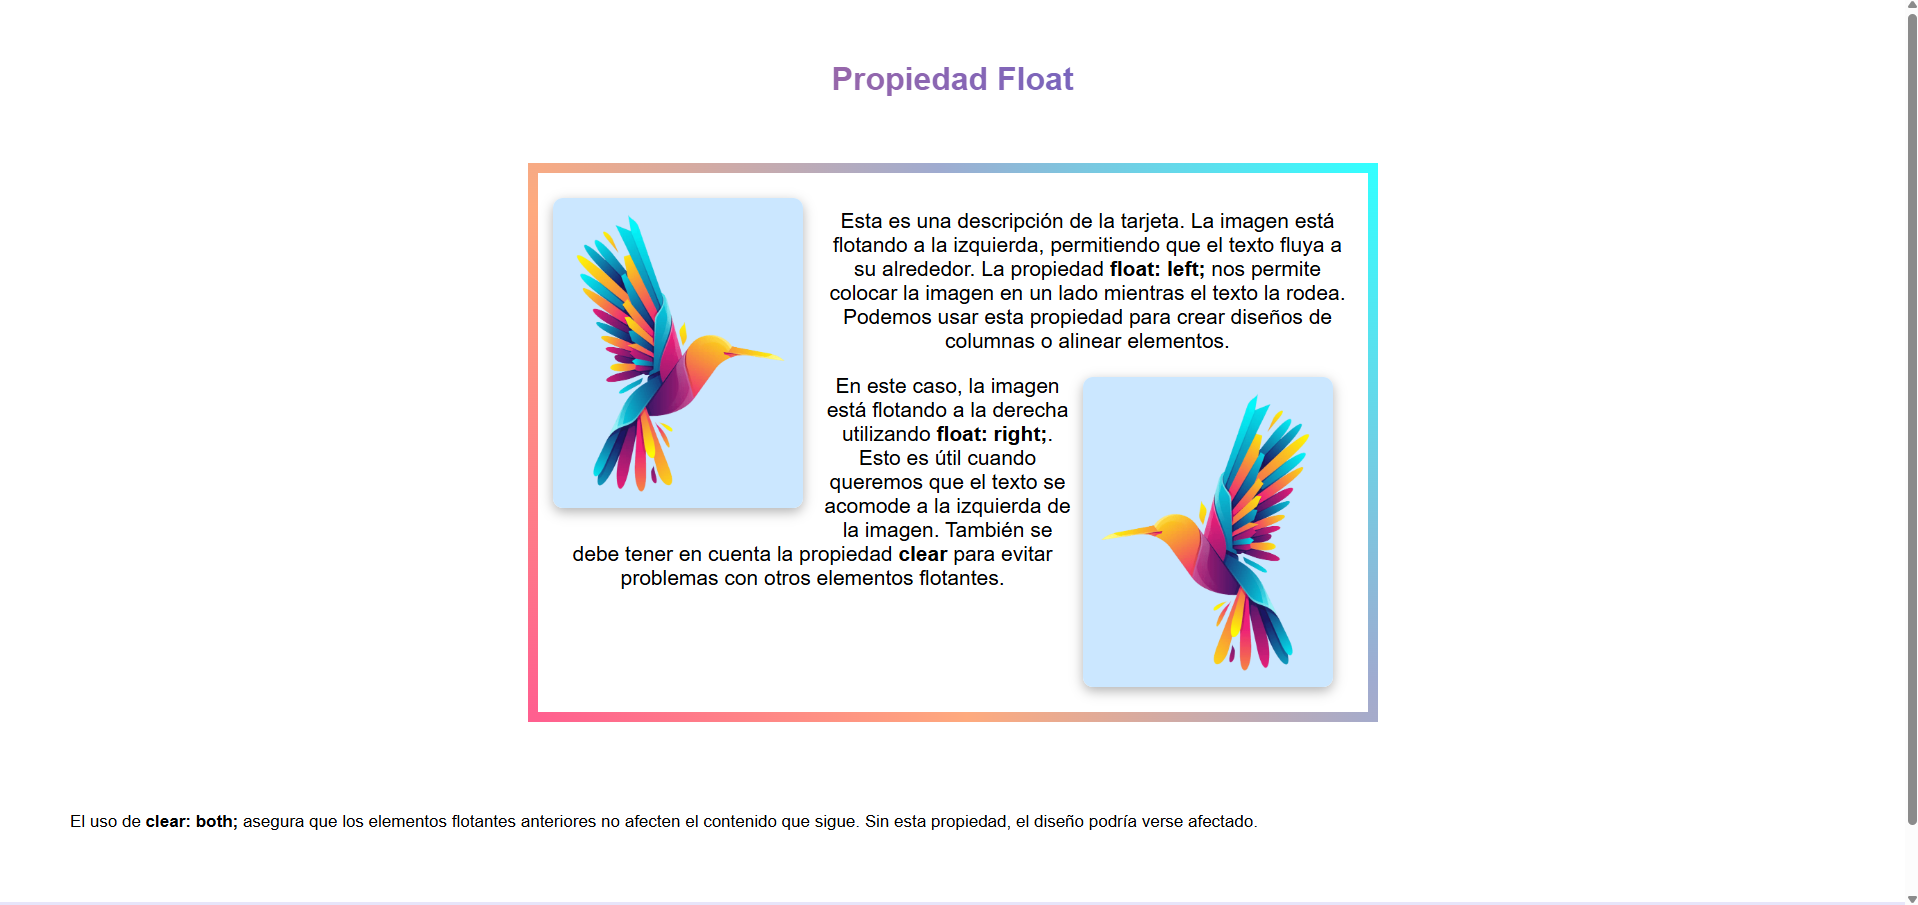 Propiedad Float
Esta es una descripción de la tarjeta. La imagen está
flotando a la izquierda, permitiendo que el texto fluya a
su alrededor. La propiedad float: left; nos permite
colocar la imagen en un lado mientras el texto la rodea.
Podemos usar esta propiedad para crear diseños de
columnas o alinear elementos.
En este caso, la imagen
está flotando a la derecha
utilizando float: right;.
Esto es útil cuando
queremos que el texto se
acomode a la izquierda de
la imagen. También se
debe tener en cuenta la propiedad clear para evitar
problemas con otros elementos flotantes.
El uso de clear: both; asegura que los elementos flotantes anteriores no afecten el contenido que sigue. Sin esta propiedad, el diseño podría verse afectado.